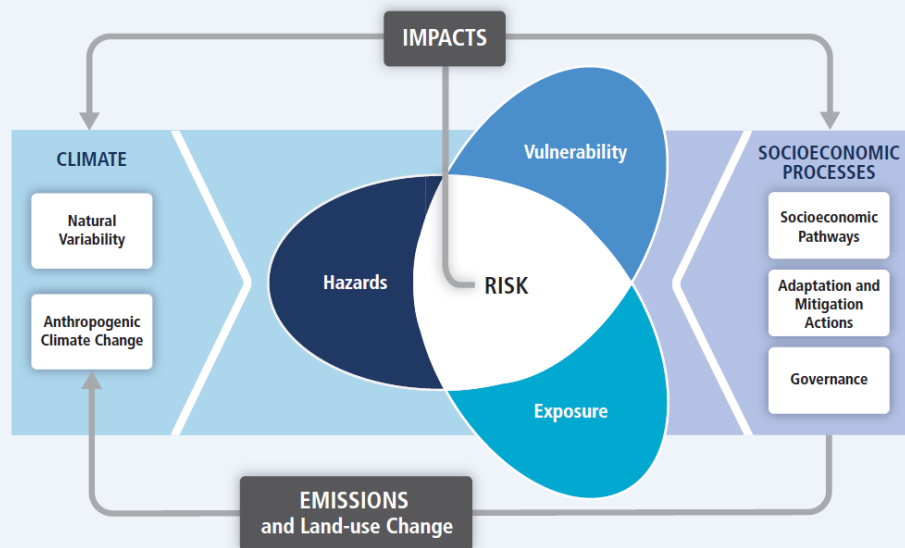 IMPACTS
CLIMATE
Natural
Variability
Anthropogenic
Climate Change
Vulnerability
Hazards
RISK
Exposure
SOCIOECONOMIC
PROCESSES
Socioeconomic
Pathways
Adaptation and
Mitigation
Actions
Governance
EMISSIONS
and Land-use Change